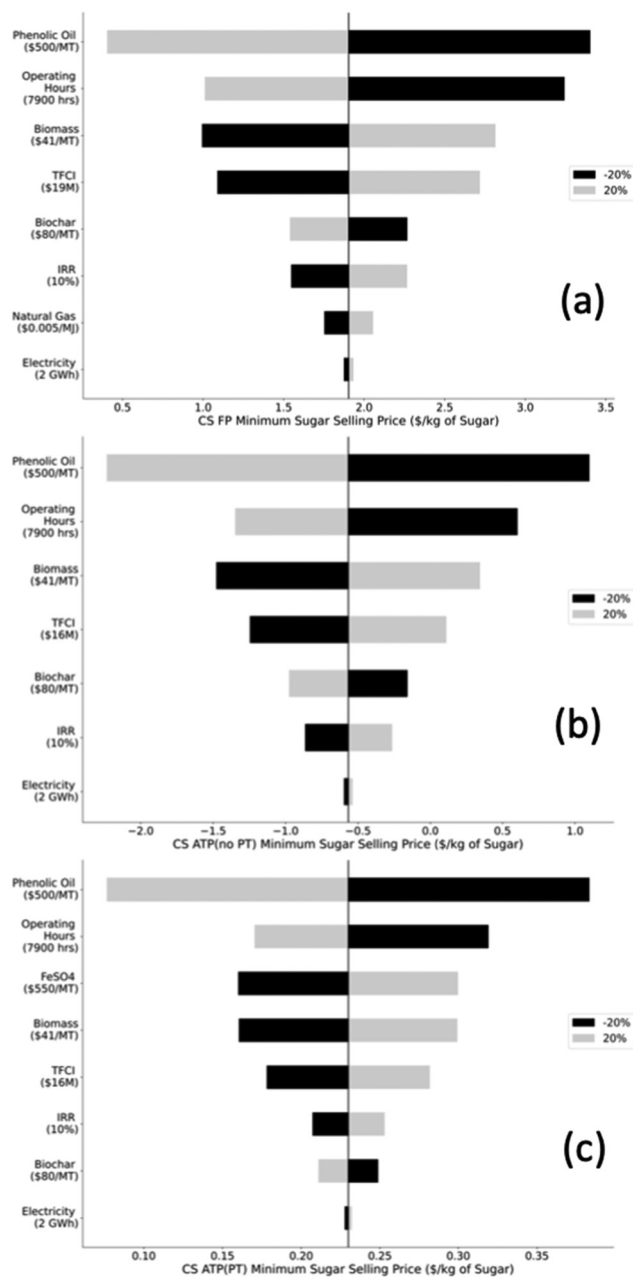 Phenolic Oil
($500/MT)
Operating
Hours
(7900 hrs)
Biomass
($41/MT)
TFCI
($19M)
Biochar
($80/MT)
IRR
(10%)
Natural Gas
($0.005/MJ)
Electricity
(2 GWh)
-20%
20%
(a)
0.5 1.0 1.5 2.0 2.5 3.0 3.5
CS FP Minimum Sugar Selling Price ($/kg of Sugar)
Phenolic Oil
($500/MT)
Operating
Hours
(7900 hrs)
Biomass
($41/MT)
TFCI
($16M)
Biochar
($80/MT)
IRR
(10%)
Electricity
(2 GWh)
-20%
20%
(b)
−2.0 −1.5 −1.0 −0.5 0.0 0.5 1.0
CS ATP(no PT) Minimum Sugar Selling Price ($/kg of Sugar)
Phenolic Oil
($500/MT)
Operating
Hours
(7900 hrs)
FeSO4
($550/MT)
Biomass
($41/MT)
TFCI
($16M)
IRR
(10%)
Biochar
($80/MT)
Electricity
(2 GWh)
-20%
20%
(c)
0.10 0.15 0.20 0.25 0.30 0.35
CS ATP(PT) Minimum Sugar Selling Price ($/kg of Sugar)